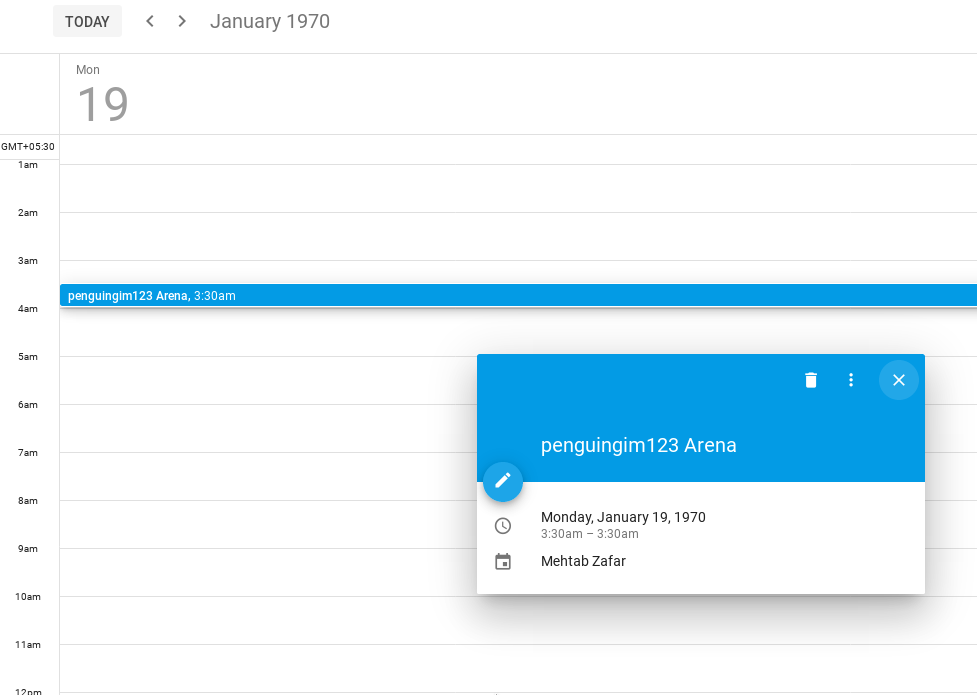 TODAY January 1970
Mon
19
GMT+05:30
1am
2am
3am
penguingim123 Arena, 3:30am
4am
5am
6am
penguingim123 Arena
7am
8am
Monday, January 19, 1970
3:30am – 3:30am
9am
Mehtab Zafar
10am
11am
12pm